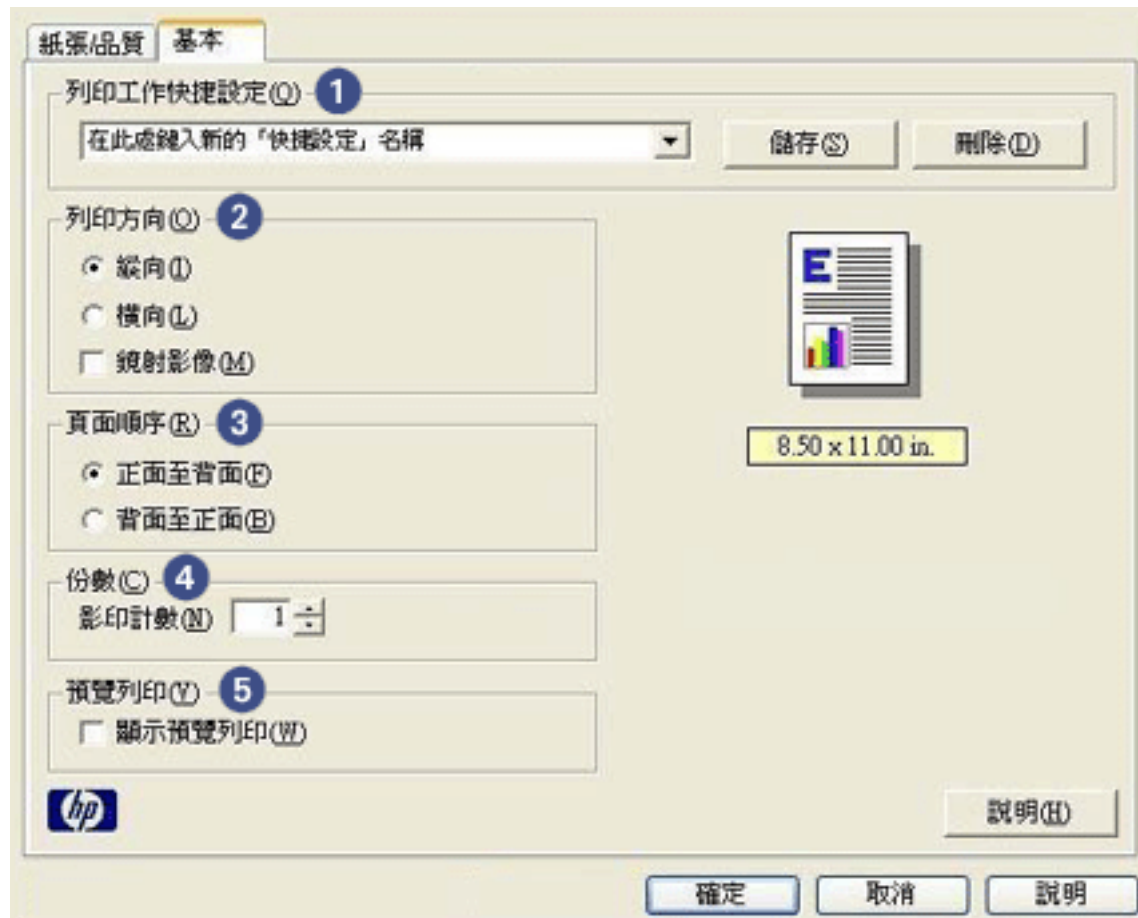 紙張/品質 基本
列印工作快捷設定(Q) 1
在此處鍵入新的「快捷設定」名稱 儲存(S) 刪除(D)
列印方向(O) 2
縱向(I)
橫向(L)
鏡射影像(M)
E
頁面順序(R) 3
正面至背面(F)
背面至正面(B)
8.50 x 11.00 in.
份數(C) 4
影印計數(N) 1
預覽列印(Y) 5
顯示預覽列印(W)
hp
說明(H)
確定 取消 說明